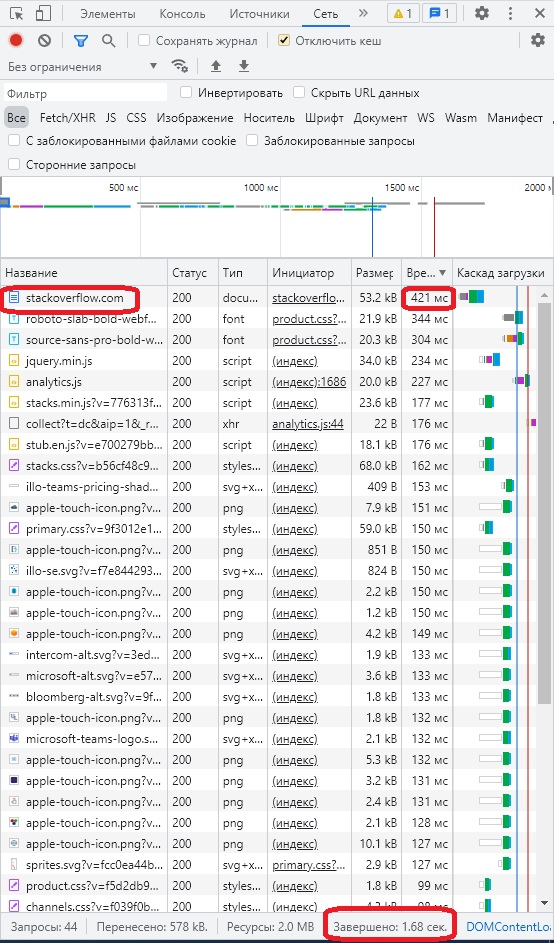 Элементы Консоль Источники Сеть » 1 1
Сохранять журнал Отключить кеш
Без ограничения
Фильтр Инвертировать Скрыть URL данных
Все Fetch/XHR JS CSS Изображение Носитель Шрифт Документ WS Wasm Манифест
С заблокированными файлами cookie Заблокированные запросы
Сторонние запросы
500 мс 1000 мс 1500 мс 2000 м
Название Статус Тип Инициатор Размер Вре... ▼ Каскад загрузки
stackoverflow.com 200 docu... stackoverflo... 53.2 kB 421 мс
roboto-slab-bold-webf... 200 font product.css?... 21.9 kB 344 мс
source-sans-pro-bold-w... 200 font product.css?... 20.3 kB 304 мс
jquery.min.js 200 script (индекс) 34.0 kB 234 мс
analytics.js 200 script (индекс):1686 20.0 kB 227 мс
stacks.min.js?v=776313f... 200 script (индекс) 23.6 kB 177 мс
collect?t=dc&aip=1&_r... 200 xhr analytics.js:44 22 B 176 мс
stub.en.js?v=e700279bb... 200 script (индекс) 18.1 kB 176 мс
stacks.css?v=b56cf48c9... 200 styles... (индекс) 68.0 kB 162 мс
illo-teams-pricing-shad... 200 svg+x... (индекс) 409 B 153 мс
apple-touch-icon.png?v... 200 png (индекс) 7.9 kB 151 мс
primary.css?v=9f3012e1... 200 styles... (индекс) 59.0 kB 150 мс
apple-touch-icon.png?v... 200 png (индекс) 851 B 150 мс
illo-se.svg?v=f7e844293... 200 svg+x... (индекс) 824 B 150 мс
apple-touch-icon.png?v... 200 png (индекс) 2.2 kB 150 мс
apple-touch-icon.png?v... 200 png (индекс) 1.2 kB 150 мс
apple-touch-icon.png?v... 200 png (индекс) 4.2 kB 149 мс
intercom-alt.svg?v=3ed... 200 svg+x... (индекс) 1.9 kB 133 мс
microsoft-alt.svg?v=e57... 200 svg+x... (индекс) 3.6 kB 133 мс
bloomberg-alt.svg?v=9f... 200 svg+x... (индекс) 1.8 kB 133 мс
apple-touch-icon.png?v... 200 png (индекс) 1.8 kB 132 мс
microsoft-teams-logo.s... 200 svg+x... (индекс) 2.1 kB 132 мс
apple-touch-icon.png?v... 200 png (индекс) 5.3 kB 132 мс
apple-touch-icon.png?v... 200 png (индекс) 3.2 kB 131 мс
apple-touch-icon.png?v... 200 png (индекс) 2.4 kB 131 мс
apple-touch-icon.png?v... 200 png (индекс) 2.1 kB 128 мс
apple-touch-icon.png?v... 200 png (индекс) 10.1 kB 127 мс
sprites.svg?v=fcc0ea44b... 200 svg+x... primary.css?... 2.9 kB 127 мс
product.css?v=f5d2db9... 200 styles... (индекс) 1.8 kB 99 мс
channels.css?v=f039f0b... 200 styles... (индекс) 98 мс
Запросы: 44 Перенесено: 578 kB. Ресурсы: 2.0 MB Завершено: 1.68 сек. DOMContentLoa